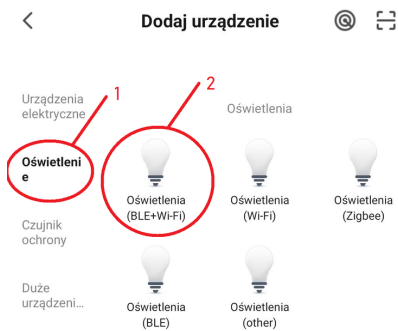 Dodaj urządzenie
1
2
Urządzenia
elektryczne
Oświetlenia
Oświetleni
e
Oświetlenia
(BLE+Wi-Fi)
Oświetlenia
(Wi-Fi)
Oświetlenia
(Zigbee)
Czujnik
ochrony
Duże
urządzeni...
Oświetlenia
(BLE)
Oświetlenia
(other)